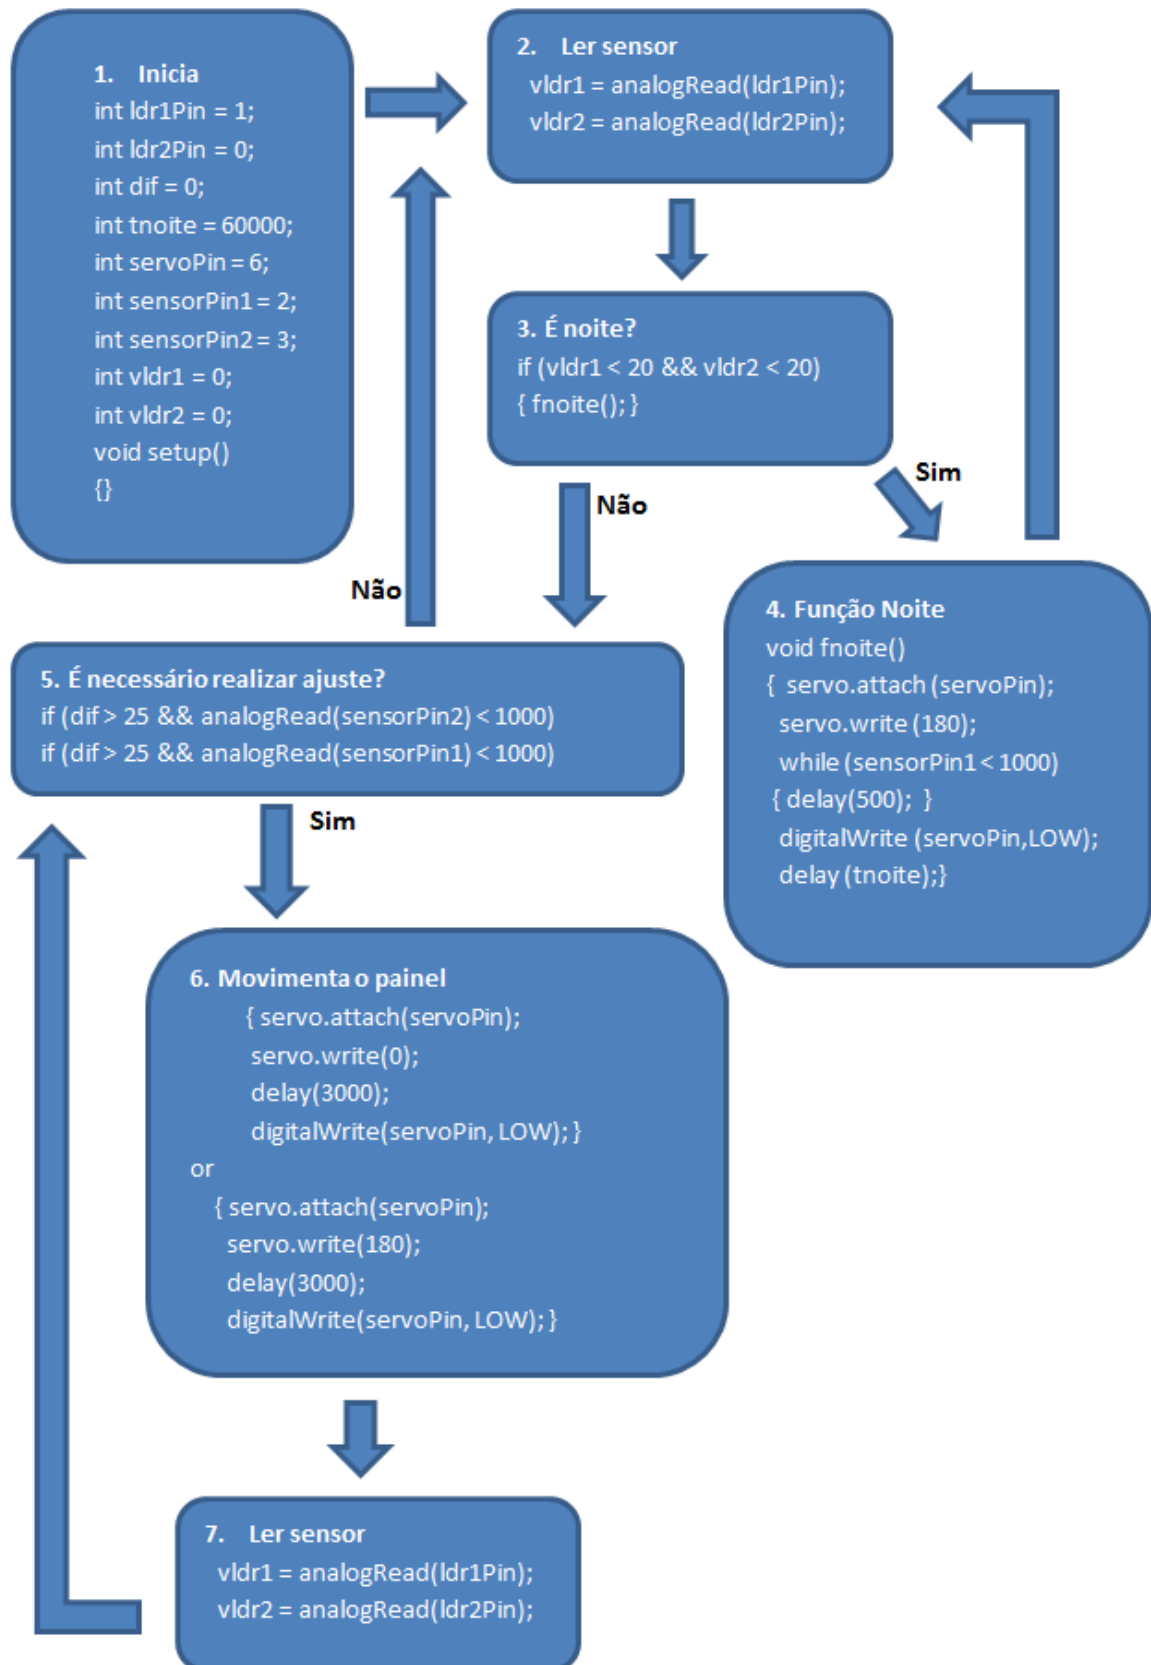 1. Inicia
int ldr1Pin = 1;
int ldr2Pin = 0;
int dif = 0;
int tnoite = 60000;
int servoPin = 6;
int sensorPin1 = 2;
int sensorPin2 = 3;
int vldr1 = 0;
int vldr2 = 0;
void setup()
{}
2. Ler sensor
vldr1 = analogRead(ldr1Pin);
vldr2 = analogRead(ldr2Pin);
3. É noite?
if (vldr1 < 20 && vldr2 < 20)
{ fnoite(); }
Sim
Não
4. Função Noite
void fnoite()
{ servo.attach (servoPin);
servo.write (180);
while (sensorPin1 < 1000)
{ delay(500); }
digitalWrite (servoPin,LOW);
delay (tnoite);}
Não
5. É necessário realizar ajuste?
if (dif > 25 && analogRead(sensorPin2) < 1000)
if (dif > 25 && analogRead(sensorPin1) < 1000)
Sim
6. Movimenta o painel
{ servo.attach(servoPin);
servo.write(0);
delay(3000);
digitalWrite(servoPin, LOW); }
or
{ servo.attach(servoPin);
servo.write(180);
delay(3000);
digitalWrite(servoPin, LOW); }
7. Ler sensor
vldr1 = analogRead(ldr1Pin);
vldr2 = analogRead(ldr2Pin);